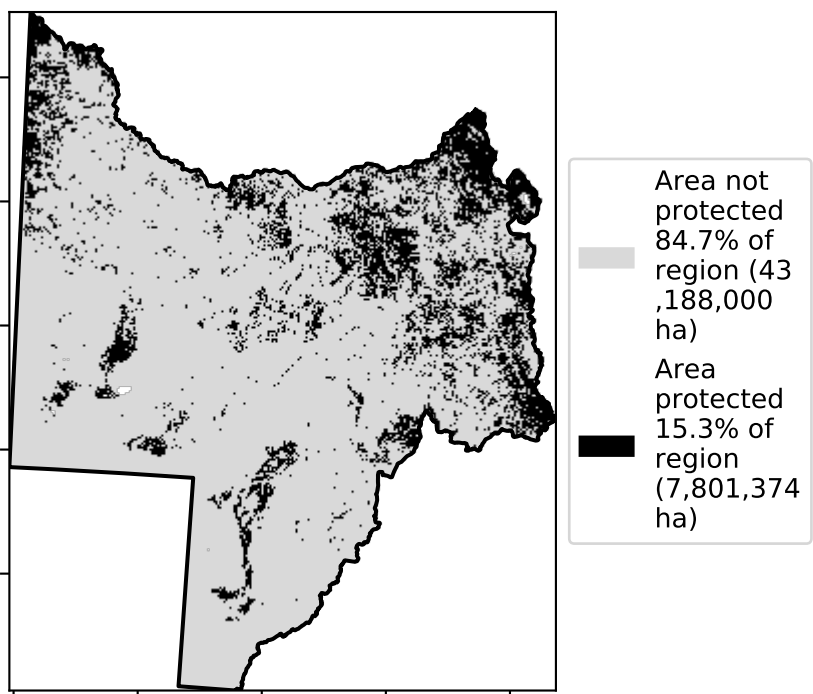 Area not
protected
84.7% of
region (43
,188,000
ha)
Area
protected
15.3% of
region
(7,801,374
ha)